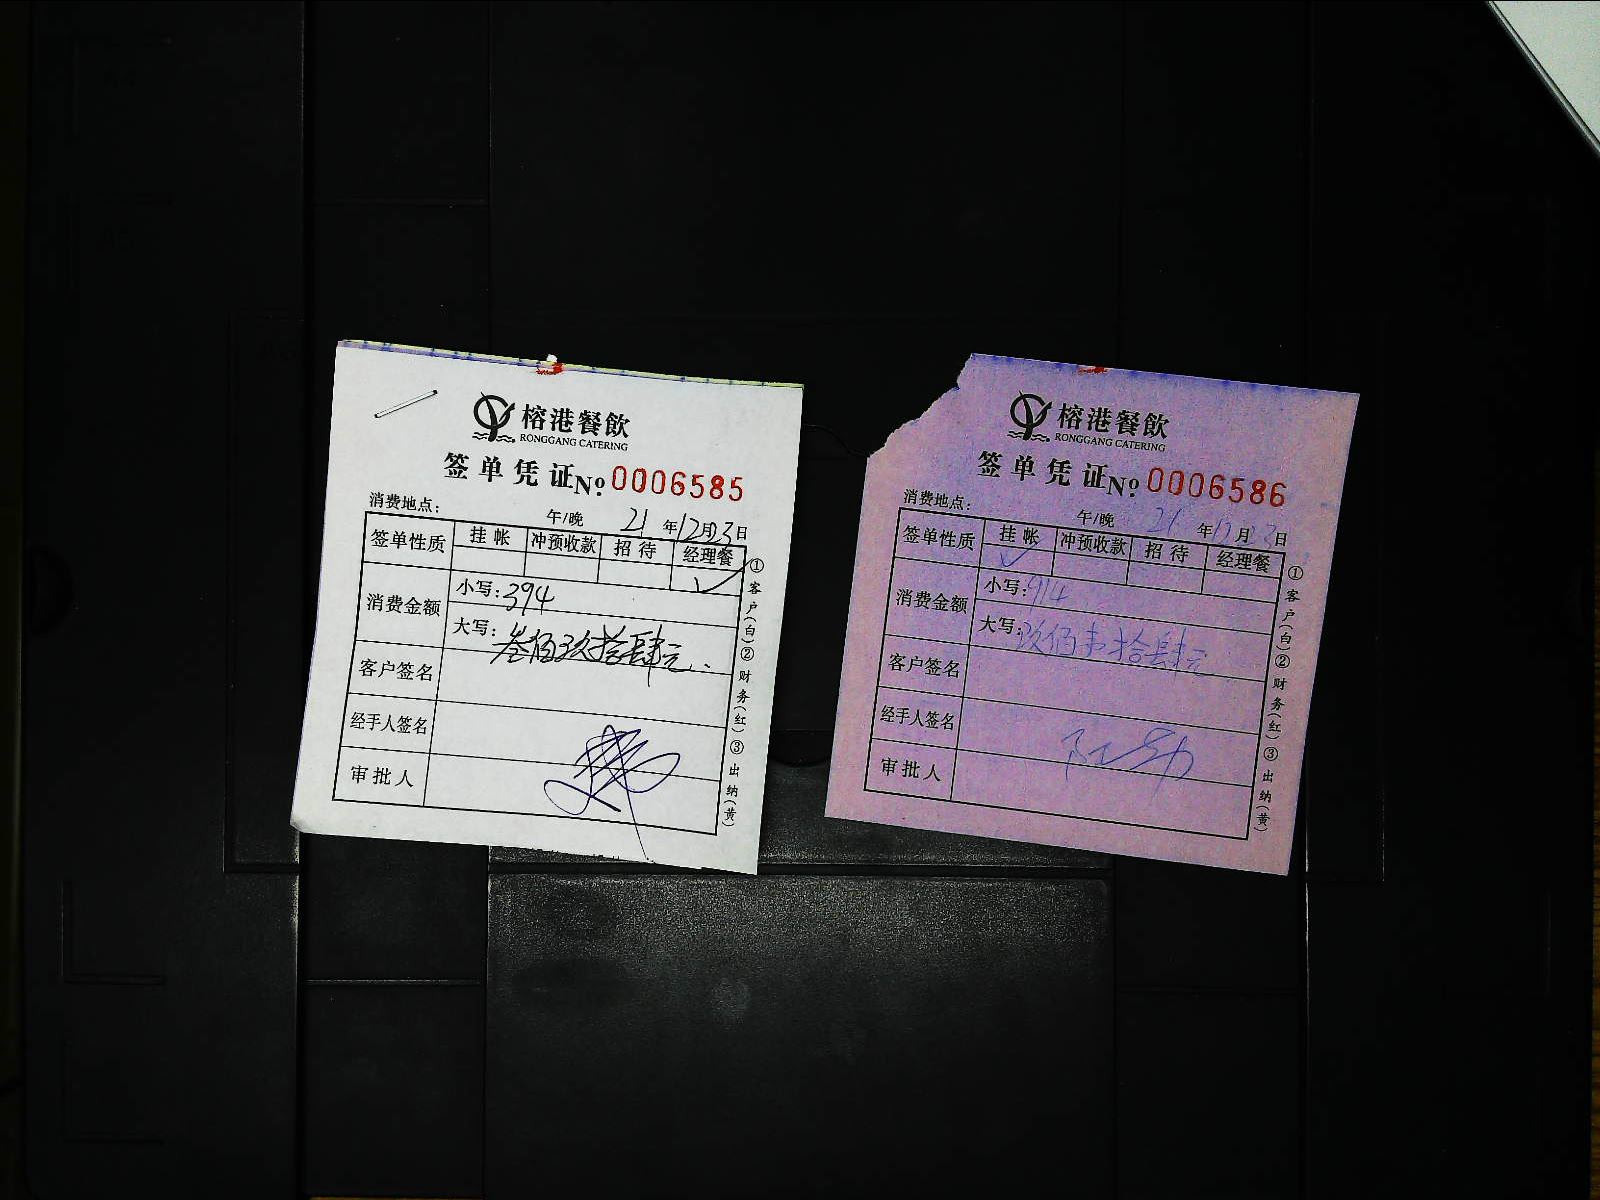 榕港餐飲
RONGGANG CATERING
签单凭证 No 0006585
消费地点：
午/晚 21 年 12 月 23 日
签单性质 挂帐 冲预收款 招待 经理餐
✓
消费金额 小写：394
大写：叁佰玖拾肆元
客户签名
经手人签名
审批人
①客户(白)②财务(红)③出纳(黄)
榕港餐飲
RONGGANG CATERING
签单凭证 No 0006586
消费地点：
午/晚 21 年 12 月 23 日
签单性质 挂帐 冲预收款 招待 经理餐
✓
消费金额 小写：914
大写：玖佰壹拾肆元
客户签名
经手人签名
审批人
①客户(白)②财务(红)③出纳(黄)